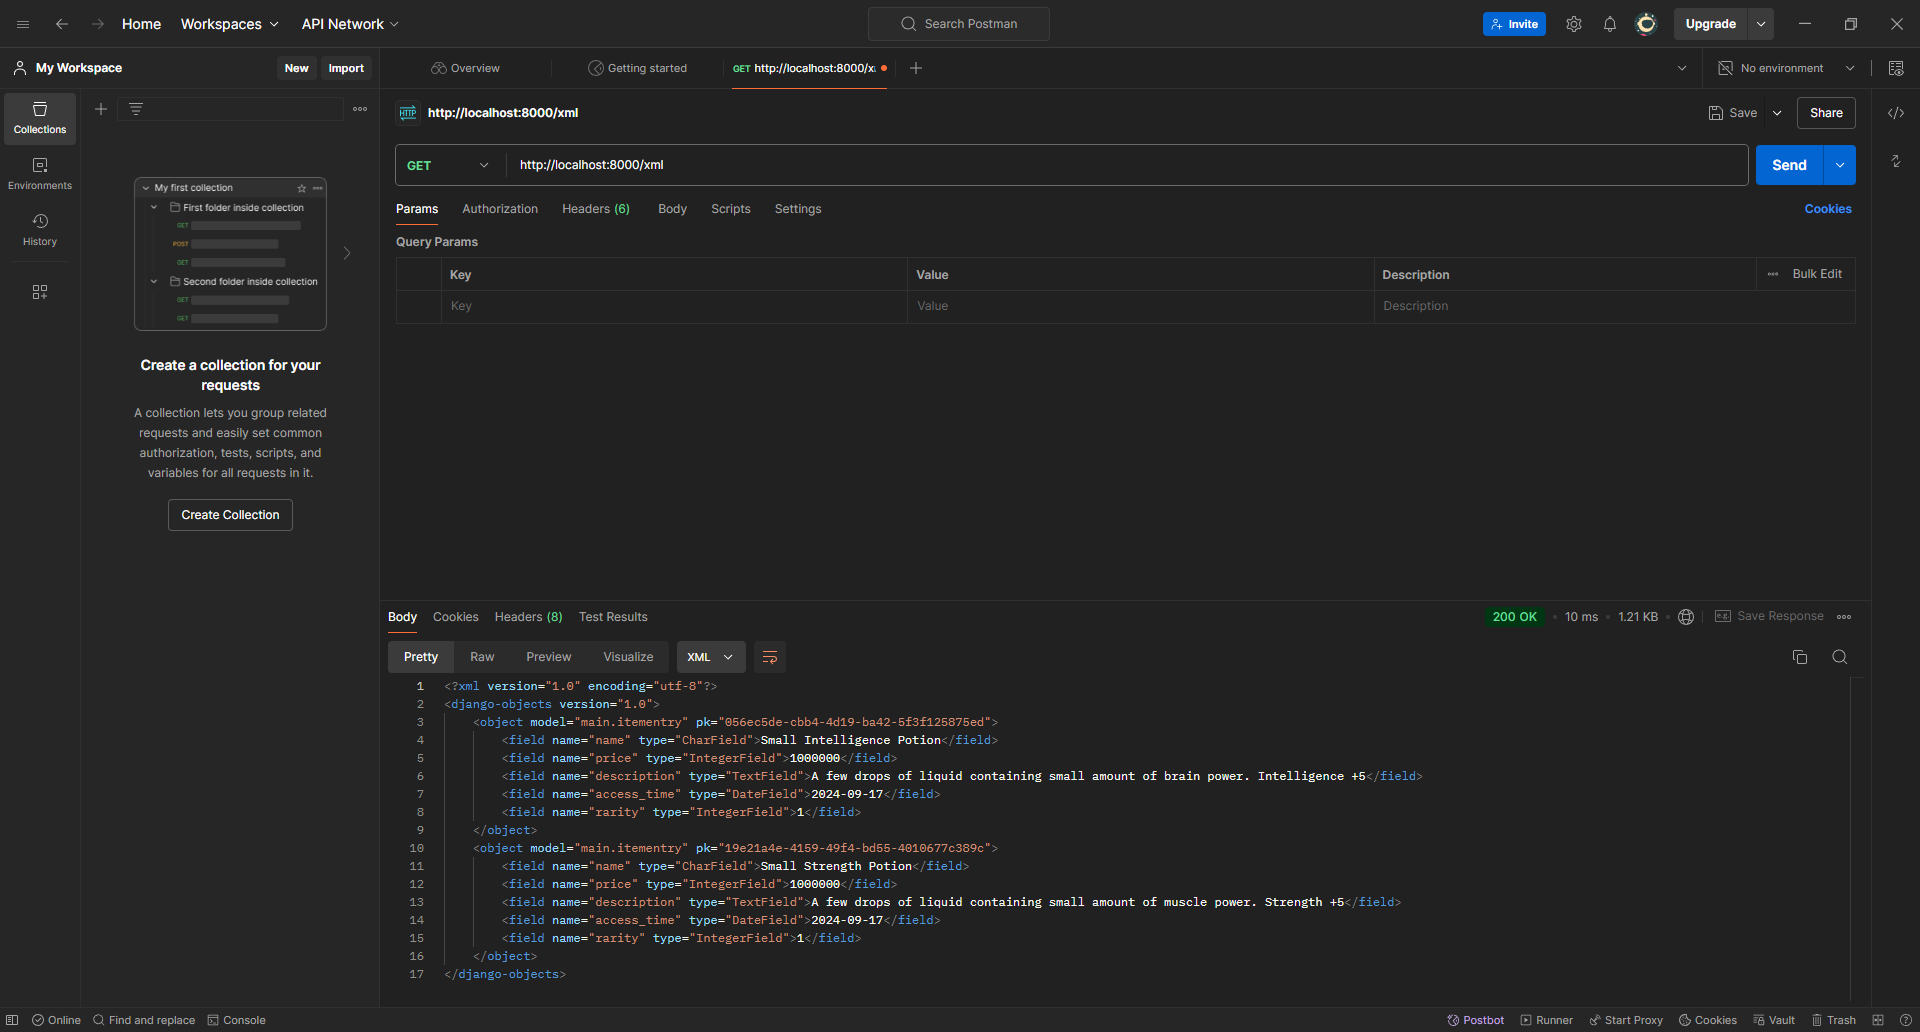 Home Workspaces API Network Search Postman Invite Upgrade
My Workspace New Import Overview Getting started GET http://localhost:8000/x No environment
Collections
Environments
History
My first collection
First folder inside collection
GET
POST
GET
Second folder inside collection
GET
GET
Create a collection for your
requests
A collection lets you group related
requests and easily set common
authorization, tests, scripts, and
variables for all requests in it.
Create Collection
HTTP http://localhost:8000/xml Save Share
GET http://localhost:8000/xml Send
Params Authorization Headers (6) Body Scripts Settings Cookies
Query Params
Key Value Description Bulk Edit
Key Value Description
Body Cookies Headers (8) Test Results 200 OK 10 ms 1.21 KB e.g. Save Response
Pretty Raw Preview Visualize XML
1 <?xml version="1.0" encoding="utf-8"?>
2 <django-objects version="1.0">
3 <object model="main.itementry" pk="056ec5de-cbb4-4d19-ba42-5f3f125875ed">
4 <field name="name" type="CharField">Small Intelligence Potion</field>
5 <field name="price" type="IntegerField">1000000</field>
6 <field name="description" type="TextField">A few drops of liquid containing small amount of brain power. Intelligence +5</field>
7 <field name="access_time" type="DateField">2024-09-17</field>
8 <field name="rarity" type="IntegerField">1</field>
9 </object>
10 <object model="main.itementry" pk="19e21a4e-4159-49f4-bd55-4010677c389c">
11 <field name="name" type="CharField">Small Strength Potion</field>
12 <field name="price" type="IntegerField">1000000</field>
13 <field name="description" type="TextField">A few drops of liquid containing small amount of muscle power. Strength +5</field>
14 <field name="access_time" type="DateField">2024-09-17</field>
15 <field name="rarity" type="IntegerField">1</field>
16 </object>
17 </django-objects>
Online Find and replace Console Postbot Runner Start Proxy Cookies Vault Trash